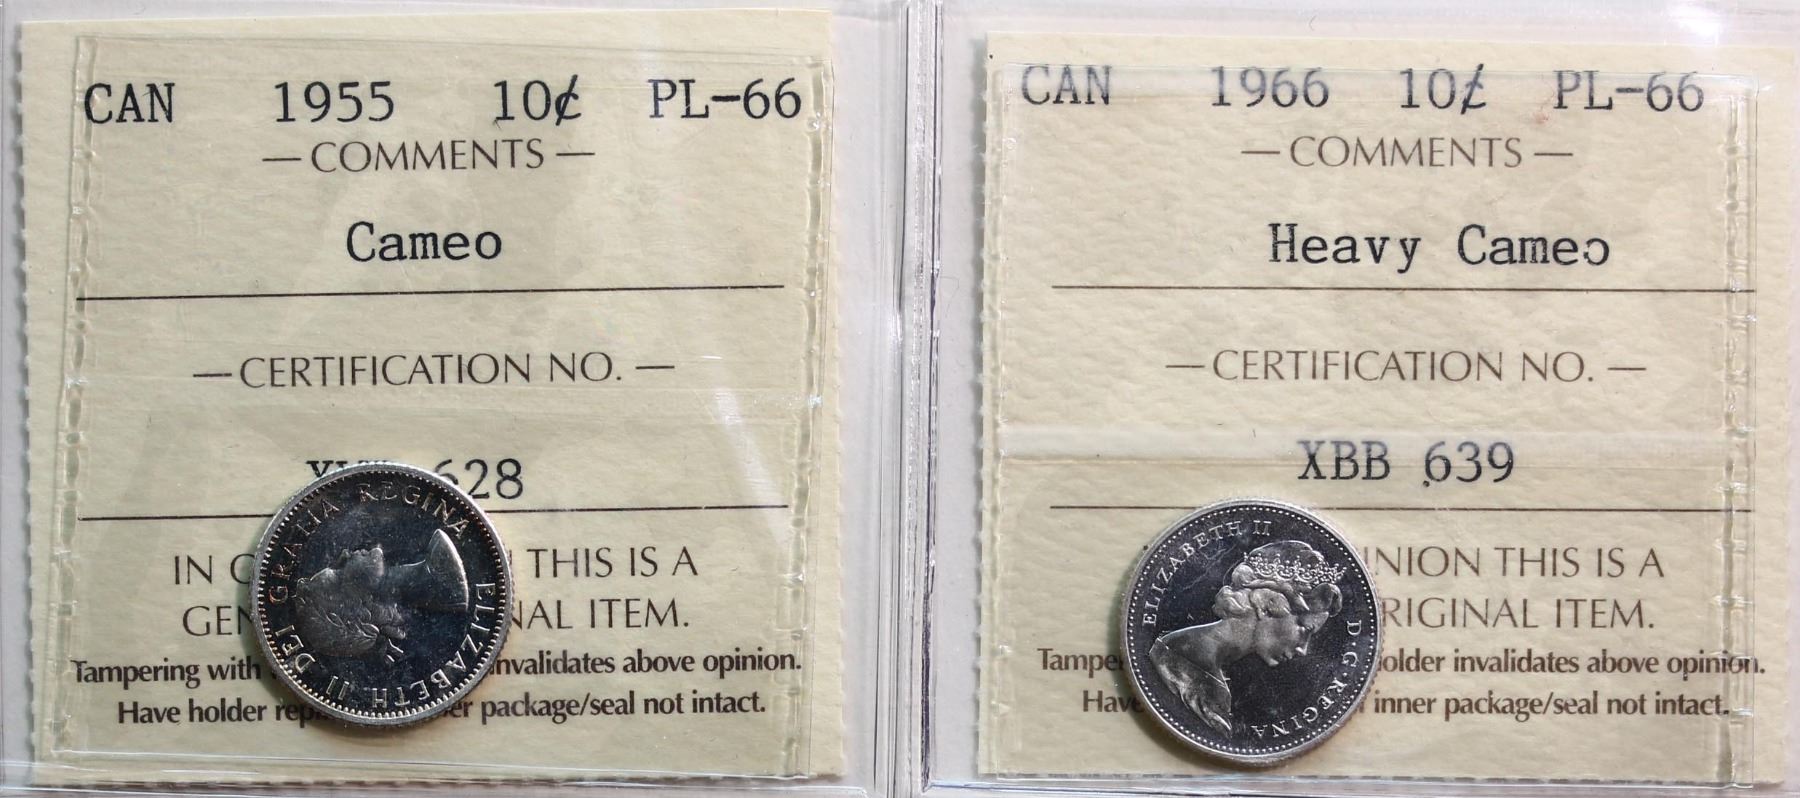 CAN 1955 10¢ PL-66
— COMMENTS —
Cameo
— CERTIFICATION NO. —
628
IN THIS IS A
GEN NAL ITEM.
Tampering with invalidates above opinion.
Have holder package/seal not intact.
DEI GRATIA REGINA
ELIZABETH II
CAN 1966 10¢ PL-66
— COMMENTS —
Heavy Cameo
— CERTIFICATION NO. —
XBB 639
INION THIS IS A
RIGINAL ITEM.
Tamper older invalidates above opinion.
Have inner package/seal not intact.
ELIZABETH II
D·G·REGINA